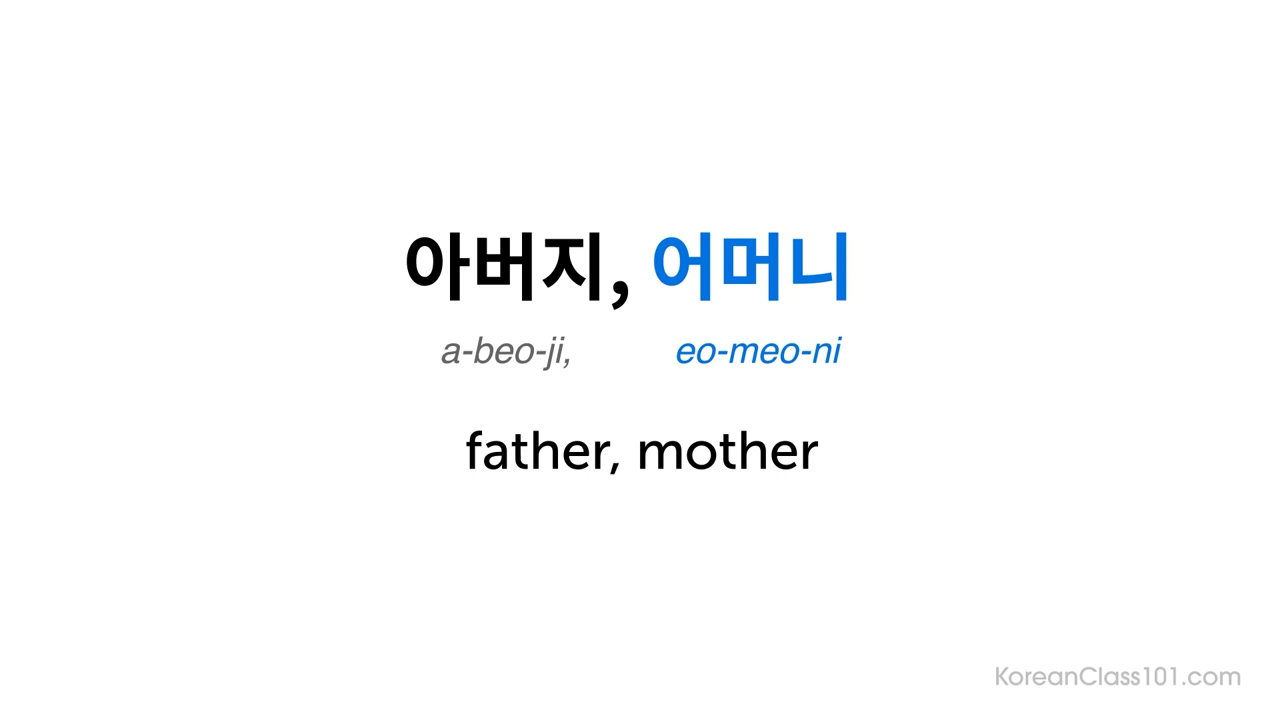 아버지, 어머니
a-beo-ji, eo-meo-ni
father, mother
KoreanClass101.com